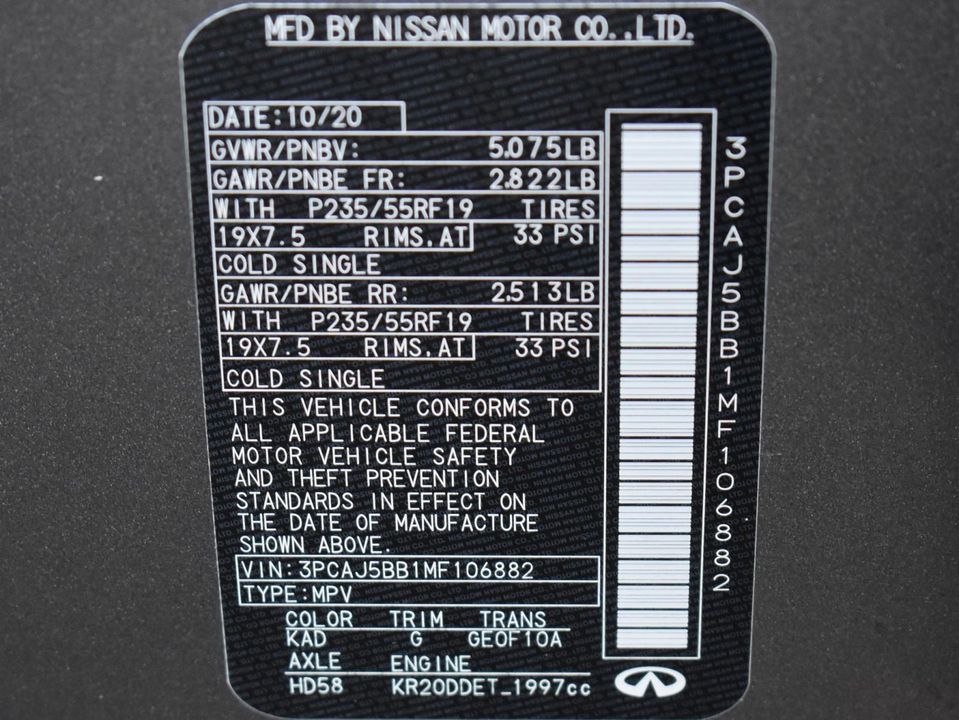 MFD BY NISSAN MOTOR CO.,LTD.
DATE:10/20
GVWR/PNBV: 5.075LB
GAWR/PNBE FR: 2.822LB
WITH P235/55RF19 TIRES
19X7.5 RIMS.AT 33 PSI
COLD SINGLE
GAWR/PNBE RR: 2.513LB
WITH P235/55RF19 TIRES
19X7.5 RIMS.AT 33 PSI
COLD SINGLE
THIS VEHICLE CONFORMS TO
ALL APPLICABLE FEDERAL
MOTOR VEHICLE SAFETY
AND THEFT PREVENTION
STANDARDS IN EFFECT ON
THE DATE OF MANUFACTURE
SHOWN ABOVE.
VIN:3PCAJ5BB1MF106882
TYPE:MPV
COLOR TRIM TRANS
KAD G GE0F10A
AXLE ENGINE
HD58 KR20DDET_1997cc
3PCAJ5BB1MF106882